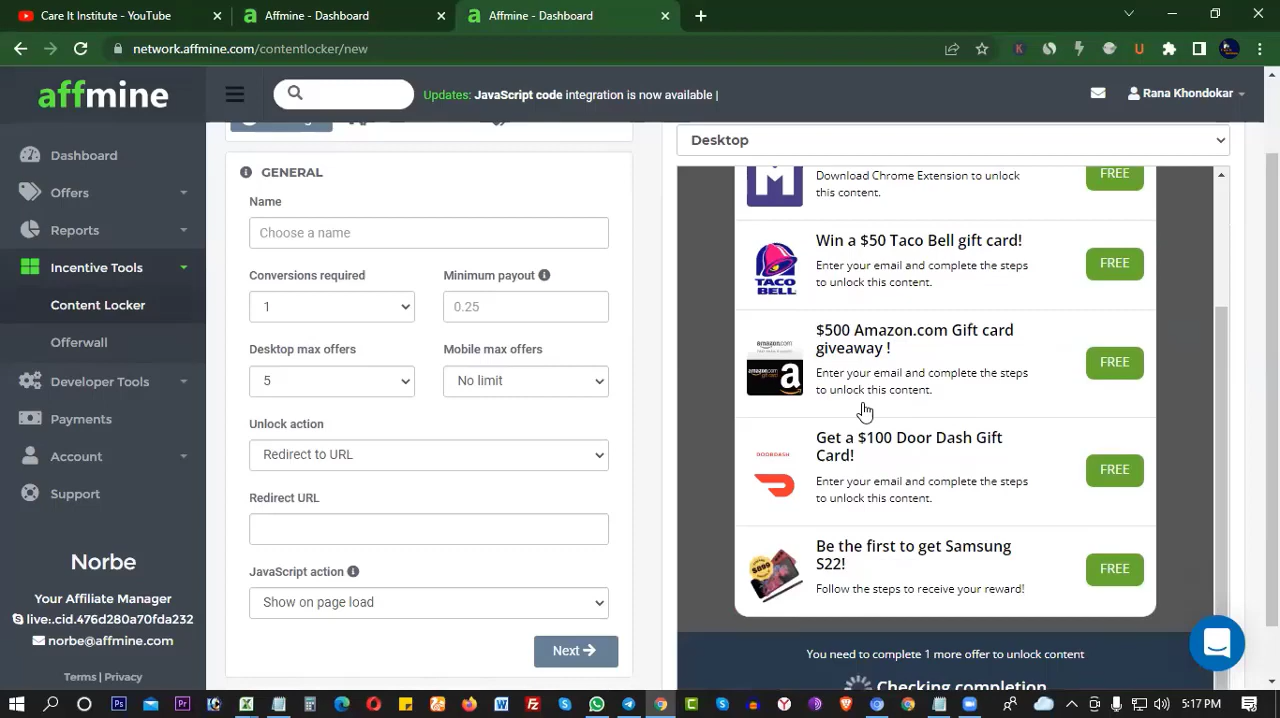 Care It Institute - YouTube
Affmine - Dashboard
Affmine - Dashboard
network.affmine.com/contentlocker/new
affmine
Updates: JavaScript code integration is now available |
Rana Khondokar
Dashboard
Offers
Reports
Incentive Tools
Content Locker
Offerwall
Developer Tools
Payments
Account
Support
Norbe
Your Affiliate Manager
live:.cid.476d280a70fda232
norbe@affmine.com
Terms | Privacy
GENERAL
Name
Choose a name
Conversions required
Minimum payout
1
0.25
Desktop max offers
Mobile max offers
5
No limit
Unlock action
Redirect to URL
Redirect URL
JavaScript action
Show on page load
Next
Desktop
Download Chrome Extension to unlock
this content.
FREE
Win a $50 Taco Bell gift card!
Enter your email and complete the steps
to unlock this content.
TACO
BELL
FREE
$500 Amazon.com Gift card
giveaway !
Enter your email and complete the steps
to unlock this content.
FREE
Get a $100 Door Dash Gift
Card!
Enter your email and complete the steps
to unlock this content.
DOORDASH
FREE
Be the first to get Samsung
S22!
Follow the steps to receive your reward!
$899
FREE
You need to complete 1 more offer to unlock content
Checking completion
5:17 PM